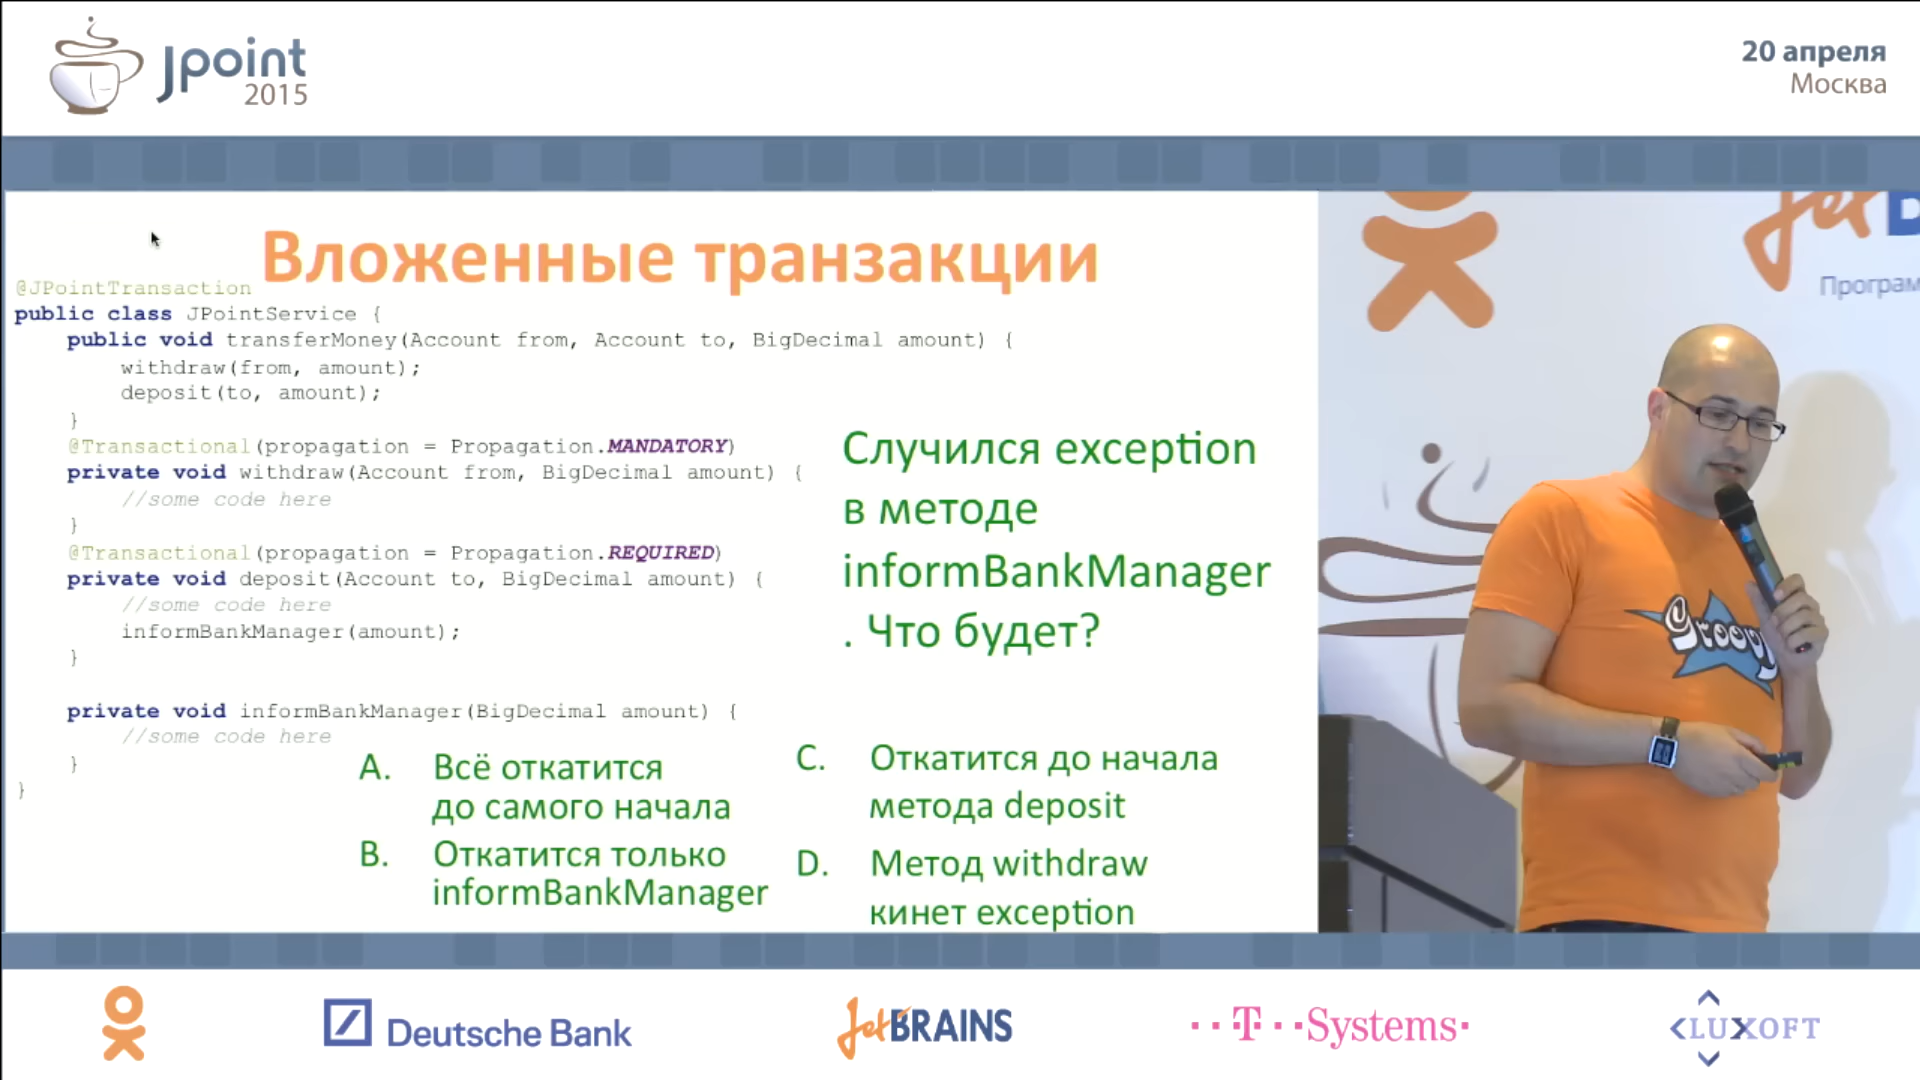 Jpoint
2015
20 апреля
Москва
Вложенные транзакции
@JPointTransaction
public class JPointService {
public void transferMoney(Account from, Account to, BigDecimal amount) {
withdraw(from, amount);
deposit(to, amount);
}
@Transactional(propagation = Propagation.MANDATORY)
private void withdraw(Account from, BigDecimal amount) {
//some code here
}
@Transactional(propagation = Propagation.REQUIRED)
private void deposit(Account to, BigDecimal amount) {
//some code here
informBankManager(amount);
}
private void informBankManager(BigDecimal amount) {
//some code here
}
}
Случился exception
в методе
informBankManager
. Что будет?
A. Всё откатится
до самого начала
B. Откатится только
informBankManager
C. Откатится до начала
метода deposit
D. Метод withdraw
кинет exception
Jet B
Програм
Groovy
Deutsche Bank
JetBRAINS
··T··Systems·
LUXOFT